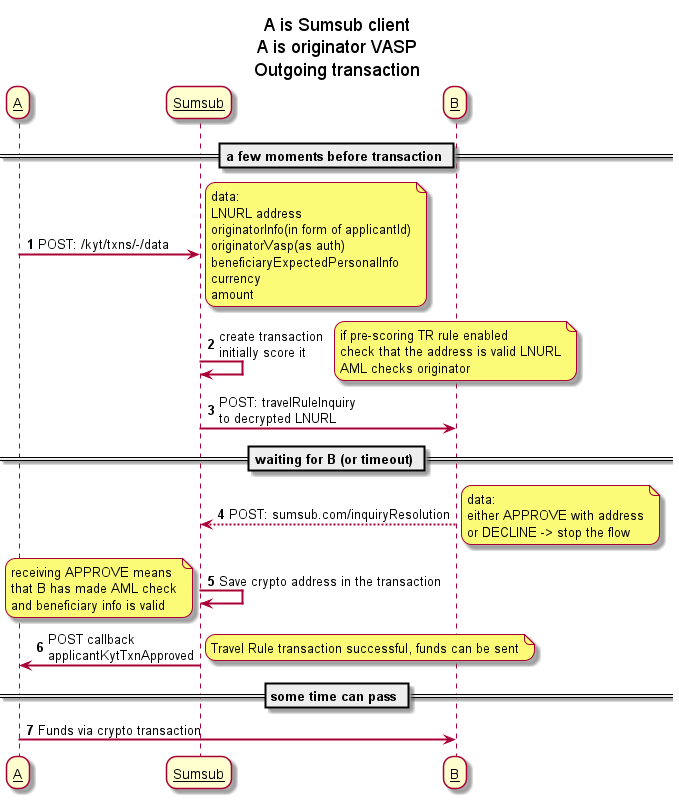 A is Sumsub client
A is originator VASP
Outgoing transaction
A
Sumsub
B
a few moments before transaction
1 POST: /kyt/txns/-/data
data:
LNURL address
originatorInfo(in form of applicantId)
originatorVasp(as auth)
beneficiaryExpectedPersonalInfo
currency
amount
2 create transaction
initially score it
if pre-scoring TR rule enabled
check that the address is valid LNURL
AML checks originator
3 POST: travelRuleInquiry
to decrypted LNURL
waiting for B (or timeout)
4 POST: sumsub.com/inquiryResolution
data:
either APPROVE with address
or DECLINE -> stop the flow
receiving APPROVE means
that B has made AML check
and beneficiary info is valid
5 Save crypto address in the transaction
6 POST callback
applicantKytTxnApproved
Travel Rule transaction successful, funds can be sent
some time can pass
7 Funds via crypto transaction
A
Sumsub
B